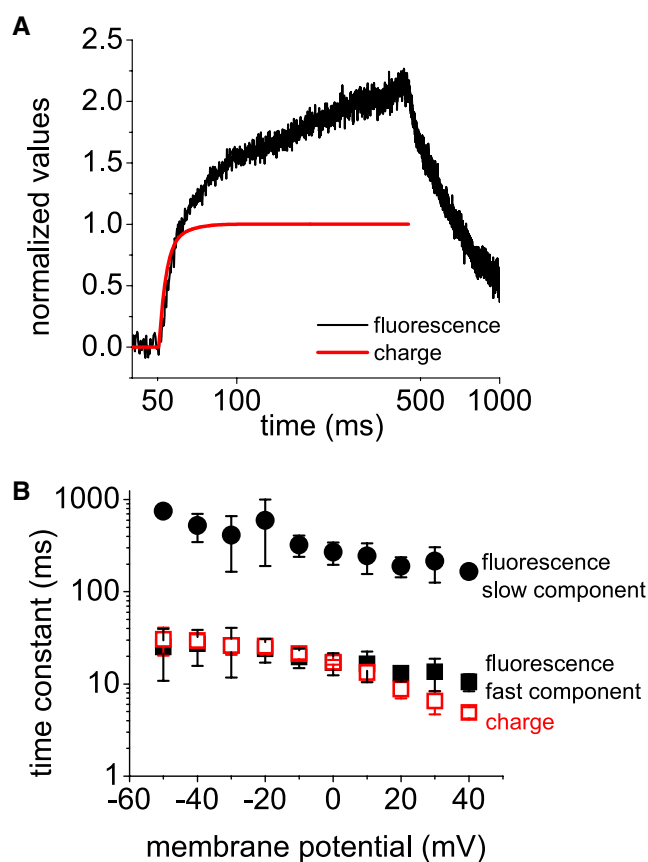 A
normalized values
2.5
2.0
1.5
1.0
0.5
0.0
fluorescence
charge
50
100
500
1000
time (ms)
B
time constant (ms)
1000
100
10
1
fluorescence
slow component
fluorescence
fast component
charge
-60
-40
-20
0
20
40
membrane potential (mV)